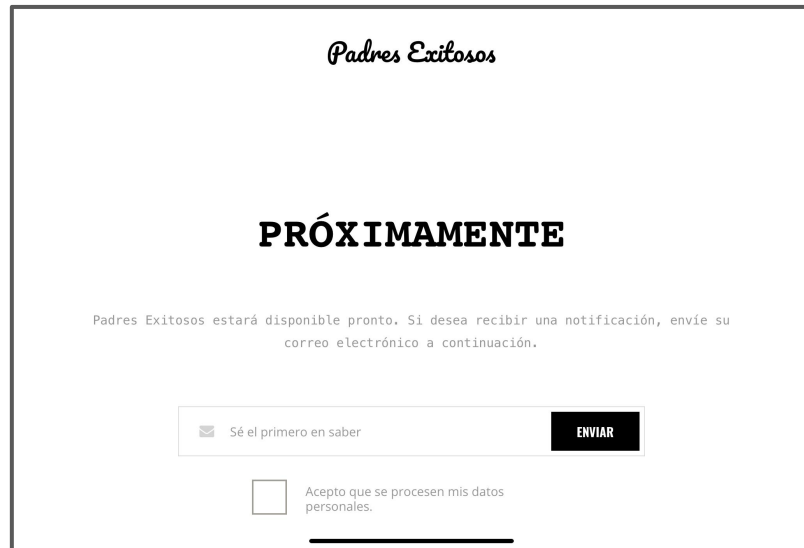 Padres Exitosos
PRÓXIMAMENTE
Padres Exitosos estará disponible pronto. Si desea recibir una notificación, envíe su
correo electrónico a continuación.
Sé el primero en saber
ENVIAR
Acepto que se procesen mis datos
personales.